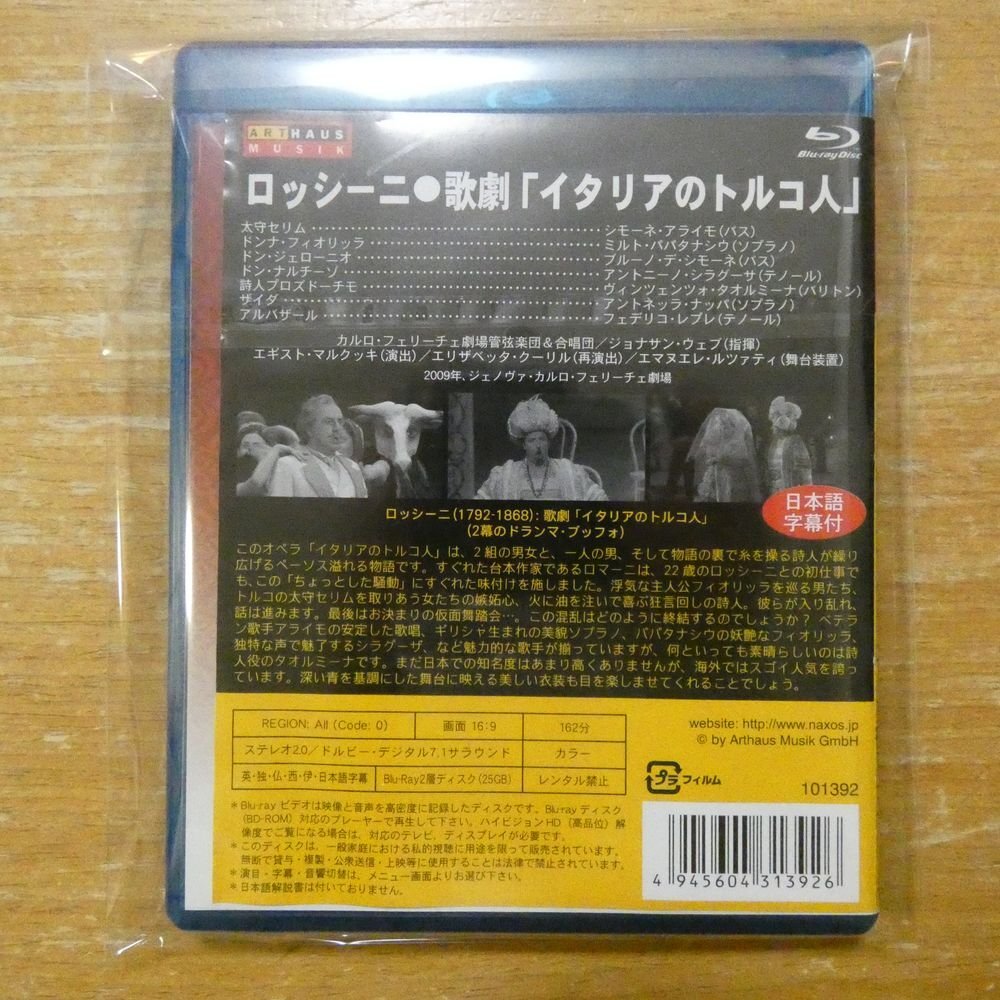 ARTHAUS
MUSIK
Blu-ray Disc
ロッシーニ●歌劇「イタリアのトルコ人」
太守セリム……シモーネ・アライモ(バス)
ドンナ・フィオリッラ……ミルト・パパタナシウ(ソプラノ)
ドン・ジェローニオ……ブルーノ・デ・シモーネ(バス)
ドン・ナルチーゾ……アントニーノ・シラグーサ(テノール)
詩人プロズドーチモ……ヴィンツェンツォ・タオルミーナ(バリトン)
ザイダ……アントネッラ・ナッパ(ソプラノ)
アルバザール……フェデリコ・レプレ(テノール)
カルロ・フェリーチェ劇場管弦楽団&合唱団/ジョナサン・ウェブ(指揮)
エギスト・マルクッキ(演出)/エリザベッタ・クーリル(再演出)/エマヌエレ・ルツァティ(舞台装置)
2009年、ジェノヴァ・カルロ・フェリーチェ劇場
日本語
字幕付
ロッシーニ(1792-1868):歌劇「イタリアのトルコ人」
(2幕のドランマ・ブッフォ)
このオペラ「イタリアのトルコ人」は、2組の男女と、一人の男、そして物語の裏で糸を操る詩人が繰り
広げるペーソス溢れる物語です。すぐれた台本作家であるロマーニは、22歳のロッシーニとの初仕事で
も、この「ちょっとした騒動」にすぐれた味付けを施しました。浮気な主人公フィオリッラを巡る男たち、
トルコの太守セリムを取りあう女たちの嫉妬心、火に油を注いで喜ぶ狂言回しの詩人。彼らが入り乱れ、
話は進みます。最後はお決まりの仮面舞踏会…。この混乱はどのように終結するのでしょうか?ベテ
ラン歌手アライモの安定した歌唱、ギリシャ生まれの美貌ソプラノ、パパタナシウの妖艶なフィオリッラ、
独特な声で魅了するシラグーザ、など魅力的な歌手が揃っていますが、何といっても素晴らしいのは詩
人役のタオルミーナです。まだ日本での知名度はあまり高くありませんが、海外ではスゴイ人気を誇っ
ています。深い青を基調にした舞台に映える美しい衣装も目を楽しませてくれることでしょう。
REGION: All (Code: 0) 画面 16:9 162分
ステレオ2.0/ドルビー・デジタル7.1サラウンド カラー
英・独・仏・西・伊・日本語字幕 Blu-Ray2層ディスク(25GB) レンタル禁止
website: http://www.naxos.jp
© by Arthaus Musik GmbH
プラ フィルム
101392
*Blu-ray ビデオは映像と音声を高密度に記録したディスクです。Blu-ray ディスク
(BD-ROM) 対応のプレーヤーで再生して下さい。ハイビジョンHD(高品位)解
像度でご覧になる場合は、対応のテレビ、ディスプレイが必要です。
*このディスクは、一般家庭における私的視聴に用途を限って販売されています。
無断で貸与・複製・公衆送信・上映等に使用することは法律で禁止されています。
*演目・字幕・音響切替は、メニュー画面よりお選び下さい。
*日本語解説書は付いておりません。
4 945604 313926